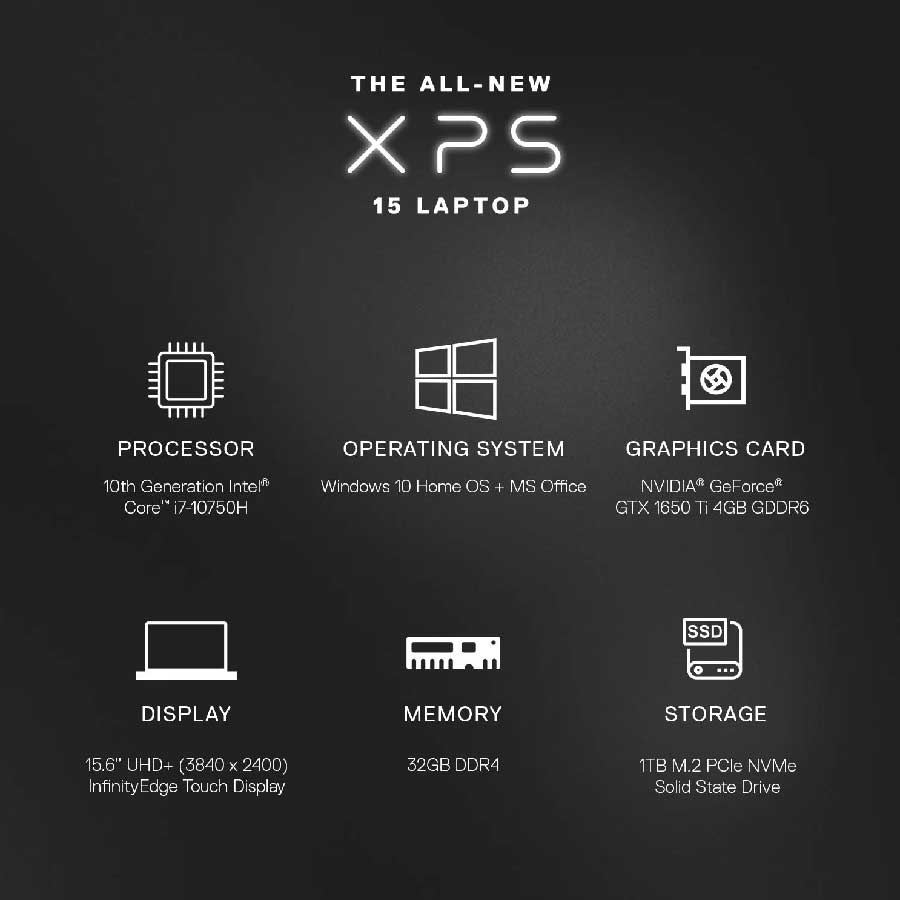 THE ALL-NEW
XPS
15 LAPTOP
PROCESSOR
10th Generation Intel®
Core™ i7-10750H
OPERATING SYSTEM
Windows 10 Home OS + MS Office
GRAPHICS CARD
NVIDIA® GeForce®
GTX 1650 Ti 4GB GDDR6
DISPLAY
15.6" UHD+ (3840 x 2400)
InfinityEdge Touch Display
MEMORY
32GB DDR4
SSD
STORAGE
1TB M.2 PCIe NVMe
Solid State Drive